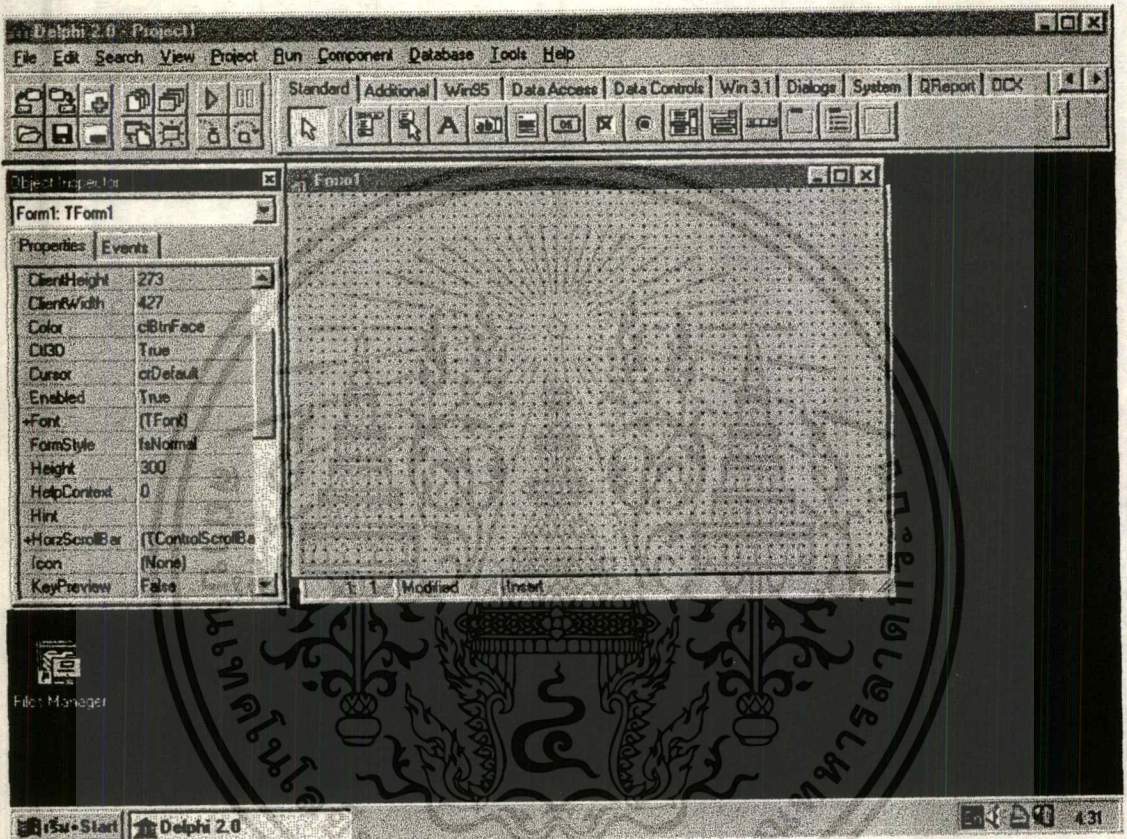 Delphi 2.0 - Project1
File Edit Search View Project Run Component Database Tools Help
Standard Additional Win95 Data Access Data Controls Win 3.1 Dialogs System QReport OCX
Object Inspector
Form1: TForm1
Properties Events
ClientHeight 273
ClientWidth 427
Color clBtnFace
Ctl3D True
Cursor crDefault
Enabled True
+Font (TFont)
FormStyle fsNormal
Height 300
HelpContext 0
Hint
+HorzScrollBar (TControlScrollBa
Icon (None)
KeyPreview False
Form1
1: 1 Modified Insert
Files Manager
เริ่ม-Start Delphi 2.0
En 4:31